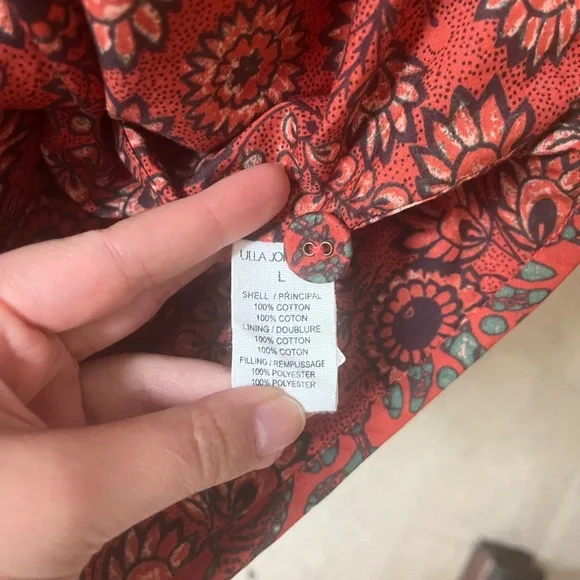 ULLA
L
SHELL / PRINCIPAL
100% COTTON
100% COTON
LINING / DOUBLURE
100% COTTON
100% COTON
FILLING / REMPLISSAGE
100% POLYESTER
100% POLYESTER